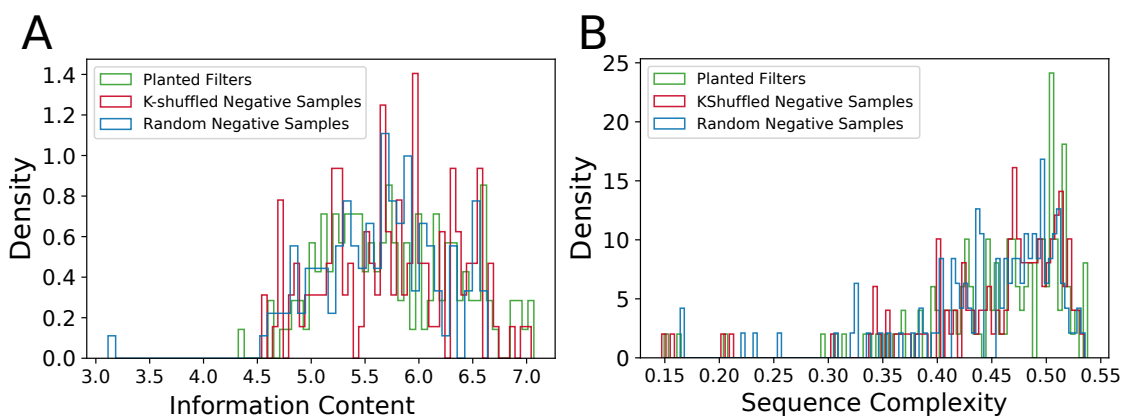 A
Density
1.4
1.2
1.0
0.8
0.6
0.4
0.2
0.0
Planted Filters
K-shuffled Negative Samples
Random Negative Samples
3.0 3.5 4.0 4.5 5.0 5.5 6.0 6.5 7.0
Information Content
B
Density
25
20
15
10
5
0
Planted Filters
KShuffled Negative Samples
Random Negative Samples
0.15 0.20 0.25 0.30 0.35 0.40 0.45 0.50 0.55
Sequence Complexity